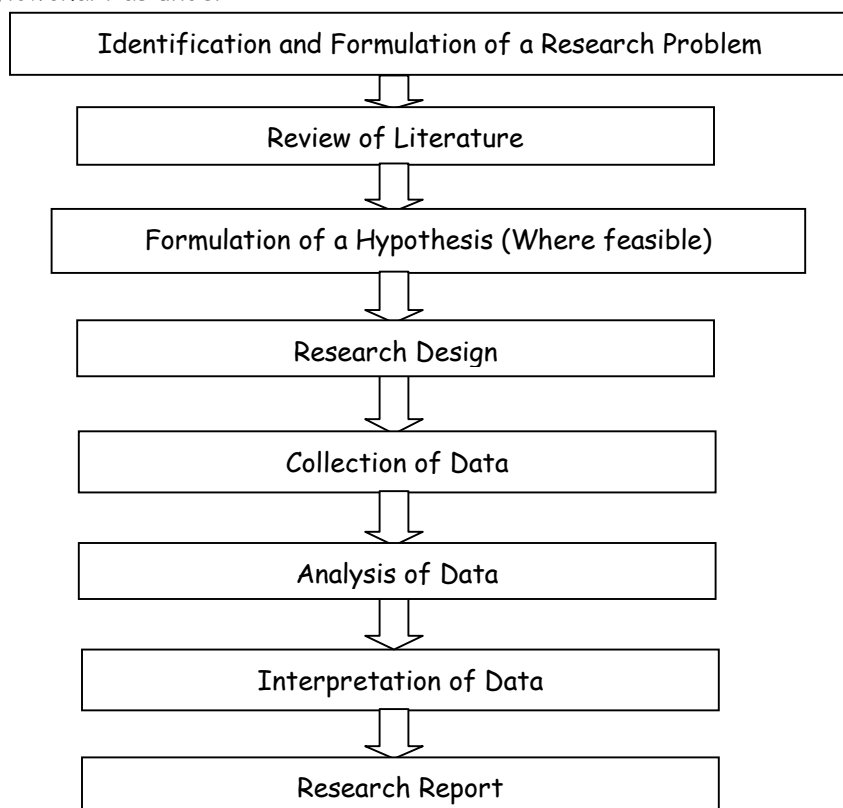 Identification and Formulation of a Research Problem
Review of Literature
Formulation of a Hypothesis (Where feasible)
Research Design
Collection of Data
Analysis of Data
Interpretation of Data
Research Report